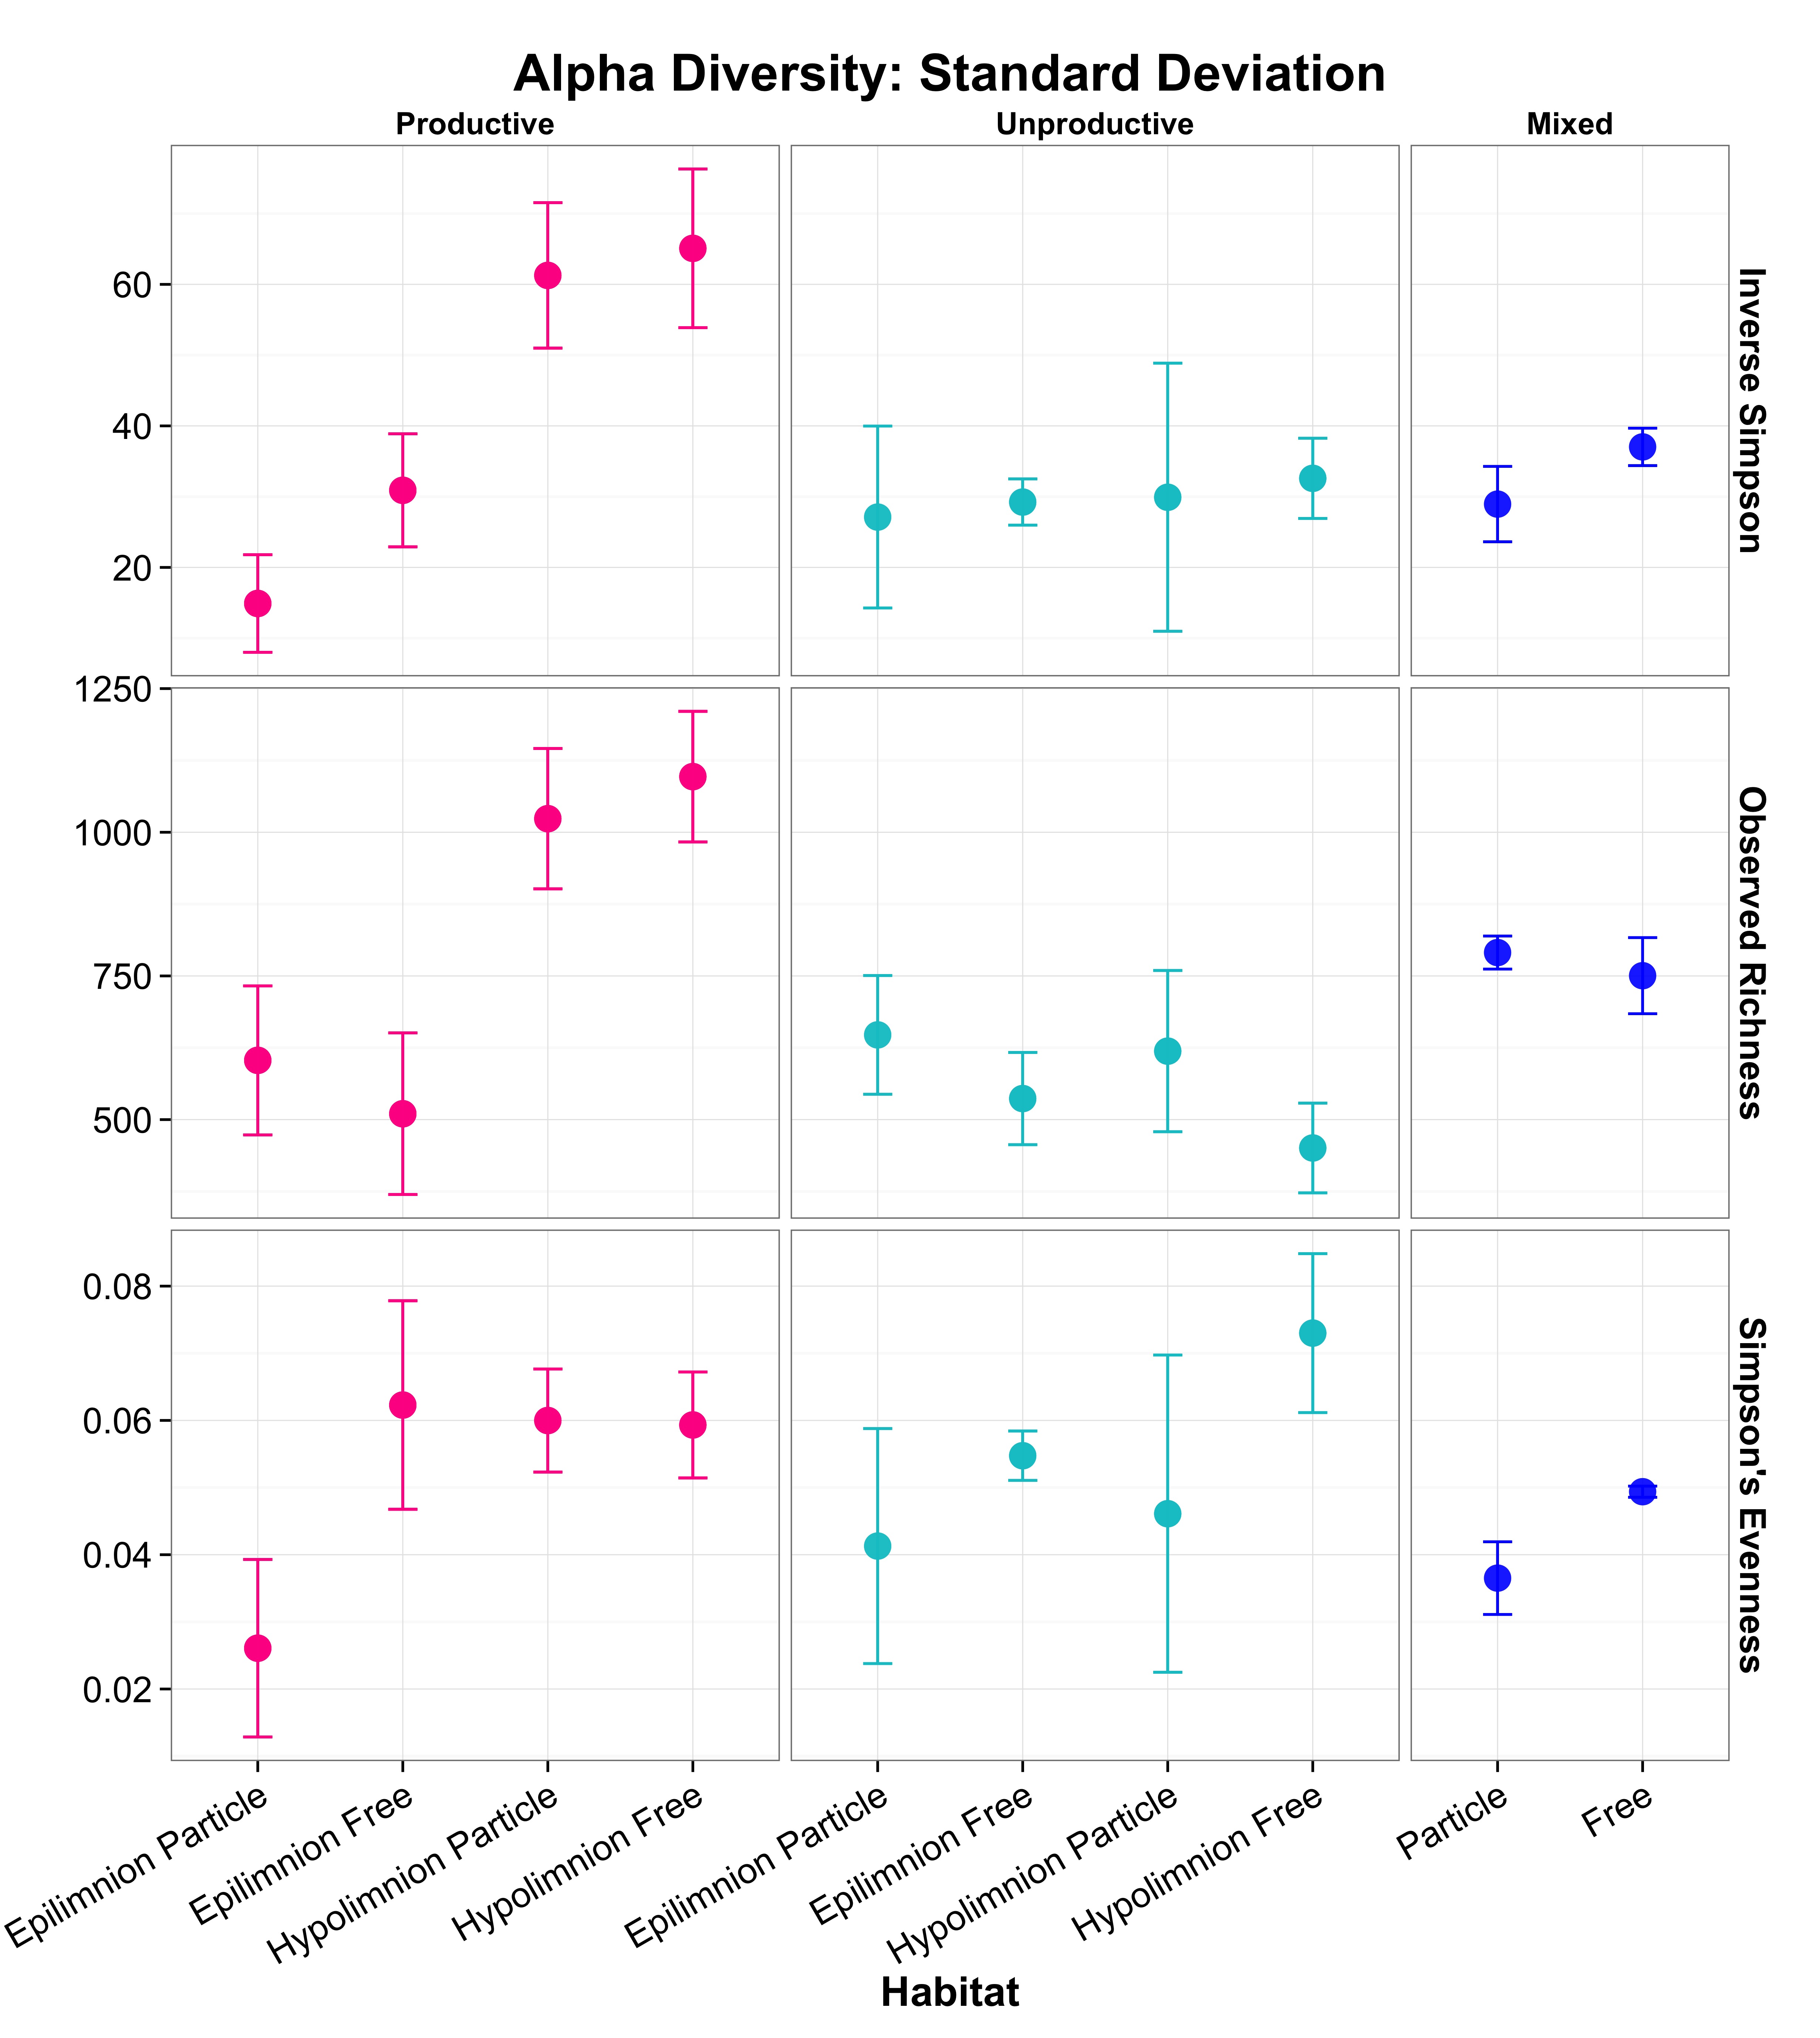 Alpha Diversity: Standard Deviation
Productive
Unproductive
Mixed
60
40
20
Inverse Simpson
1250
1000
750
500
Observed Richness
0.08
0.06
0.04
0.02
Simpson's Evenness
Epilimnion Particle
Epilimnion Free
Hypolimnion Particle
Hypolimnion Free
Epilimnion Particle
Epilimnion Free
Hypolimnion Particle
Hypolimnion Free
Particle
Free
Habitat